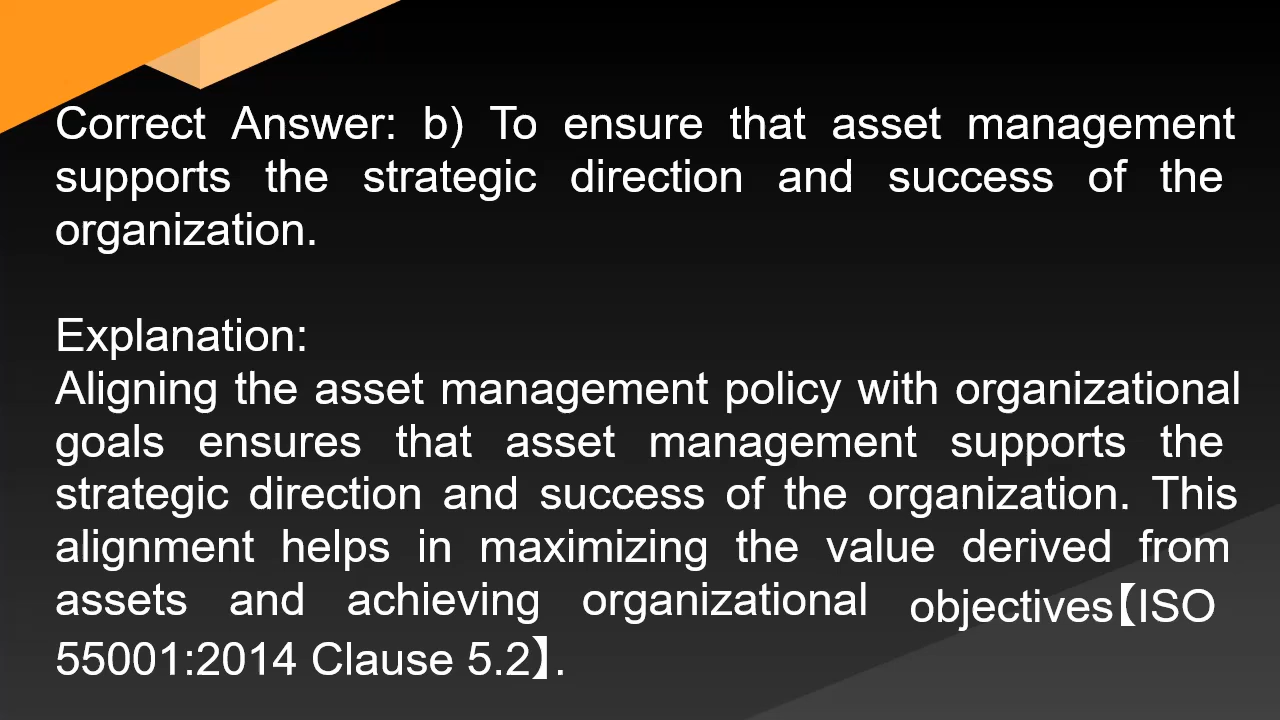 Correct Answer: b) To ensure that asset management
supports the strategic direction and success of the
organization.
Explanation:
Aligning the asset management policy with organizational
goals ensures that asset management supports the
strategic direction and success of the organization. This
alignment helps in maximizing the value derived from
assets and achieving organizational objectives【ISO
55001:2014 Clause 5.2】.